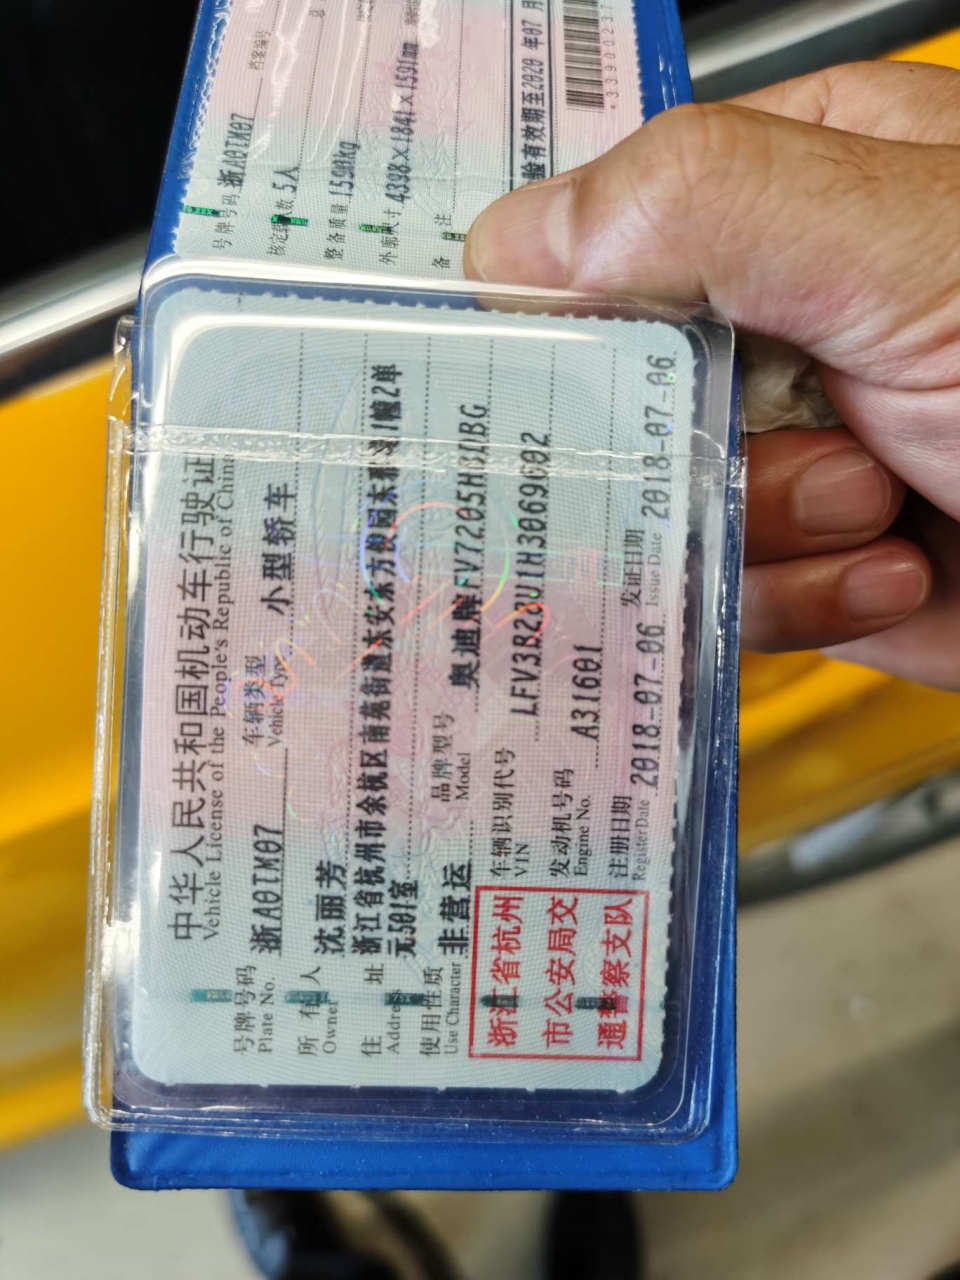 中华人民共和国机动车行驶证
Vehicle License of the People's Republic of China
号牌号码 浙A0TM07 车辆类型 小型轿车
Plate No. Vehicle Type
所有人 沈丽芳
Owner
住址 浙江省杭州市余杭区南苑街道东安东方俊园东雅苑1幢2单
Address 元501室
使用性质 非营运 品牌型号 奥迪牌FV7205HBDBG
Use Character Model
浙江省杭州
市公安局交
通警察支队
车辆识别代号
VIN
发动机号码 A31601
Engine No.
注册日期 2018-07-06 发证日期 2018-07-06
Register Date Issue Date
号牌号码 浙A0TM07 档案编号
核定载人数 5人 总
整备质量 1590kg
外廓尺寸 4398×1841×1591mm
备注
验有效期至2020年07月